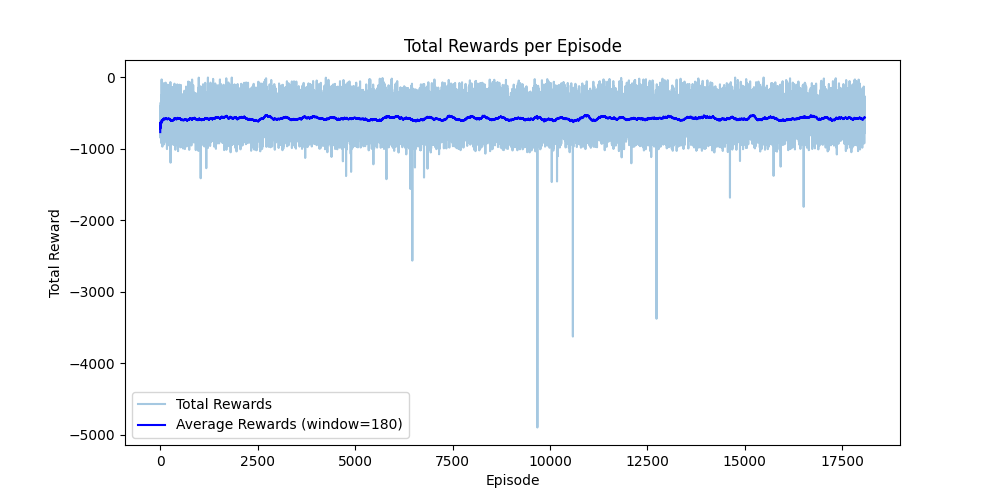 Total Rewards per Episode
Total Reward
0
−1000
−2000
−3000
−4000
−5000
Total Rewards
Average Rewards (window=180)
0
2500
5000
7500
10000
12500
15000
17500
Episode